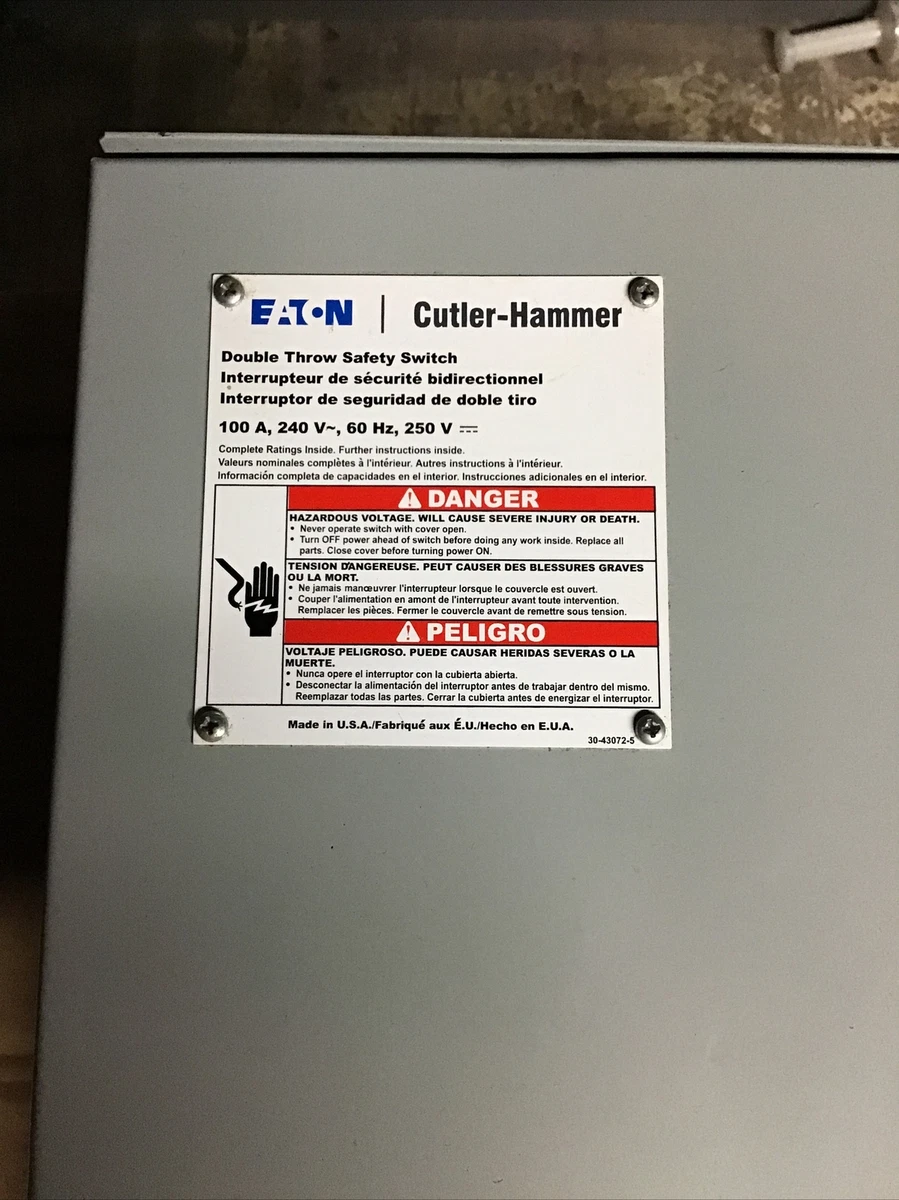 EATON | Cutler-Hammer
Double Throw Safety Switch
Interrupteur de sécurité bidirectionnel
Interruptor de seguridad de doble tiro
100 A, 240 V~, 60 Hz, 250 V ⎓
Complete Ratings Inside. Further instructions inside.
Valeurs nominales complètes à l'intérieur. Autres instructions à l'intérieur.
Información completa de capacidades en el interior. Instrucciones adicionales en el interior.
⚠ DANGER
HAZARDOUS VOLTAGE. WILL CAUSE SEVERE INJURY OR DEATH.
• Never operate switch with cover open.
• Turn OFF power ahead of switch before doing any work inside. Replace all
parts. Close cover before turning power ON.
TENSION DANGEREUSE. PEUT CAUSER DES BLESSURES GRAVES
OU LA MORT.
• Ne jamais manœuvrer l'interrupteur lorsque le couvercle est ouvert.
• Couper l'alimentation en amont de l'interrupteur avant toute intervention.
Remplacer les pièces. Fermer le couvercle avant de remettre sous tension.
⚠ PELIGRO
VOLTAJE PELIGROSO. PUEDE CAUSAR HERIDAS SEVERAS O LA
MUERTE.
• Nunca opere el interruptor con la cubierta abierta.
• Desconectar la alimentación del interruptor antes de trabajar dentro del mismo.
Reemplazar todas las partes. Cerrar la cubierta antes de energizar el interruptor.
Made in U.S.A./Fabriqué aux É.U./Hecho en E.U.A.
30-43072-5